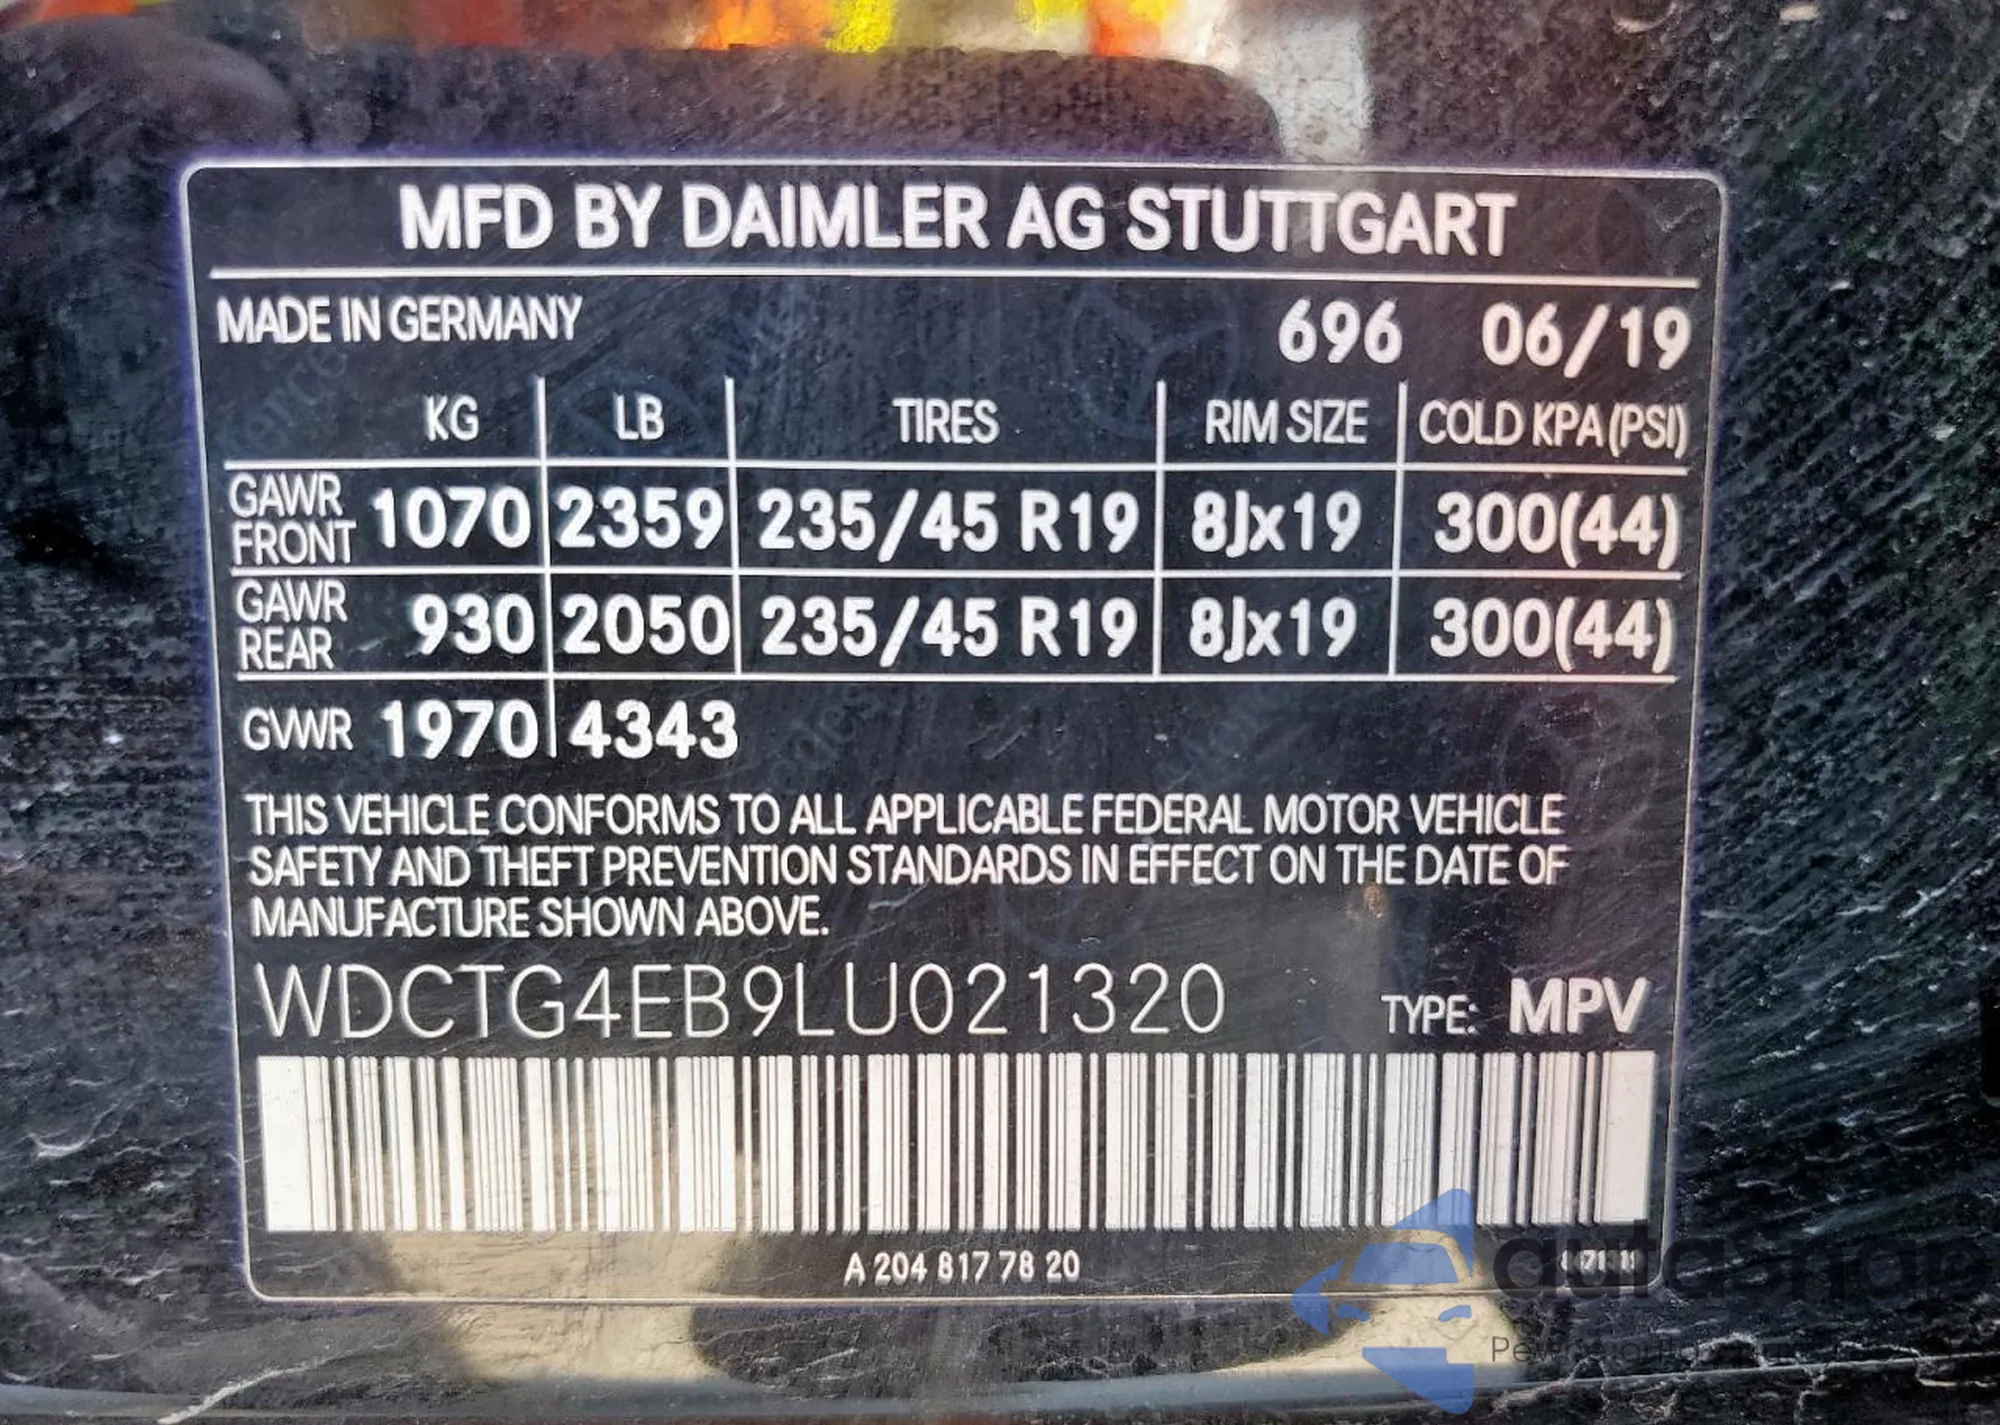 MFD BY DAIMLER AG STUTTGART
MADE IN GERMANY 696 06/19
KG LB TIRES RIM SIZE COLD KPA (PSI)
GAWR FRONT 1070 2359 235/45 R19 8Jx19 300(44)
GAWR REAR 930 2050 235/45 R19 8Jx19 300(44)
GVWR 1970 4343
THIS VEHICLE CONFORMS TO ALL APPLICABLE FEDERAL MOTOR VEHICLE
SAFETY AND THEFT PREVENTION STANDARDS IN EFFECT ON THE DATE OF
MANUFACTURE SHOWN ABOVE.
WDCTG4EB9LU021320 TYPE: MPV
A 204 817 78 20